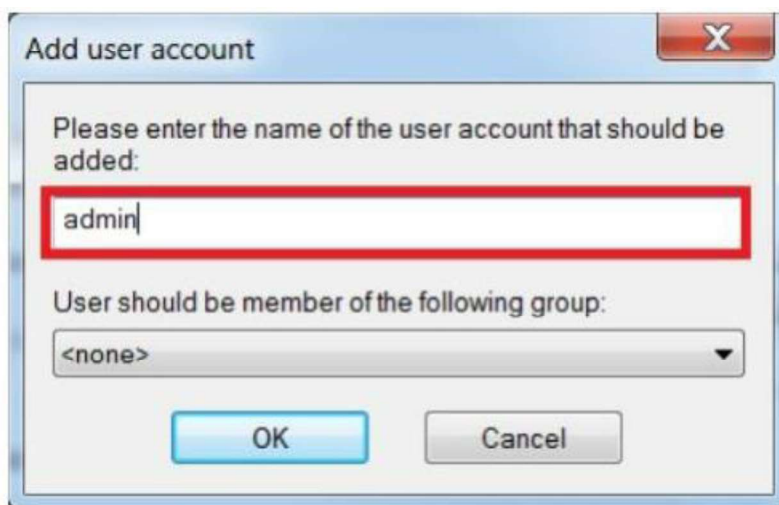 Add user account
Please enter the name of the user account that should be
added:
admin
User should be member of the following group:
<none>
OK
Cancel